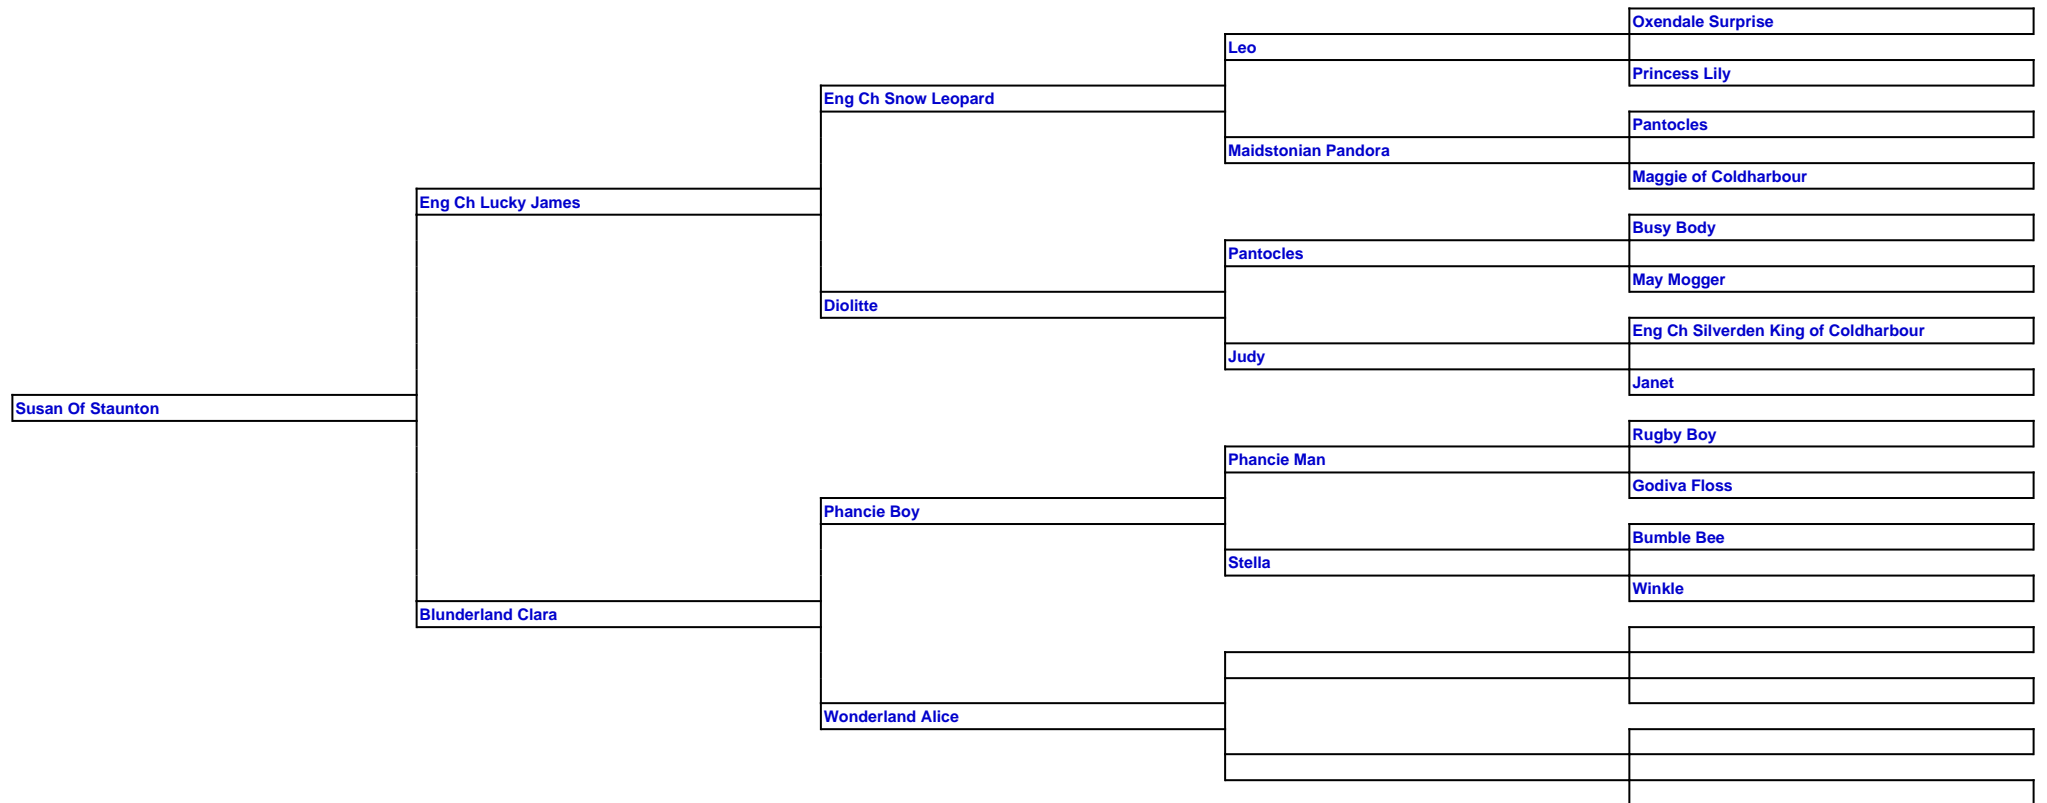 Oxendale Surprise
Leo
Princess Lily
Eng Ch Snow Leopard
Pantocles
Maidstonian Pandora
Maggie of Coldharbour
Eng Ch Lucky James
Busy Body
Pantocles
May Mogger
Diolitte
Eng Ch Silverden King of Coldharbour
Judy
Janet
Susan Of Staunton
Rugby Boy
Phancie Man
Godiva Floss
Phancie Boy
Bumble Bee
Stella
Winkle
Blunderland Clara
Wonderland Alice